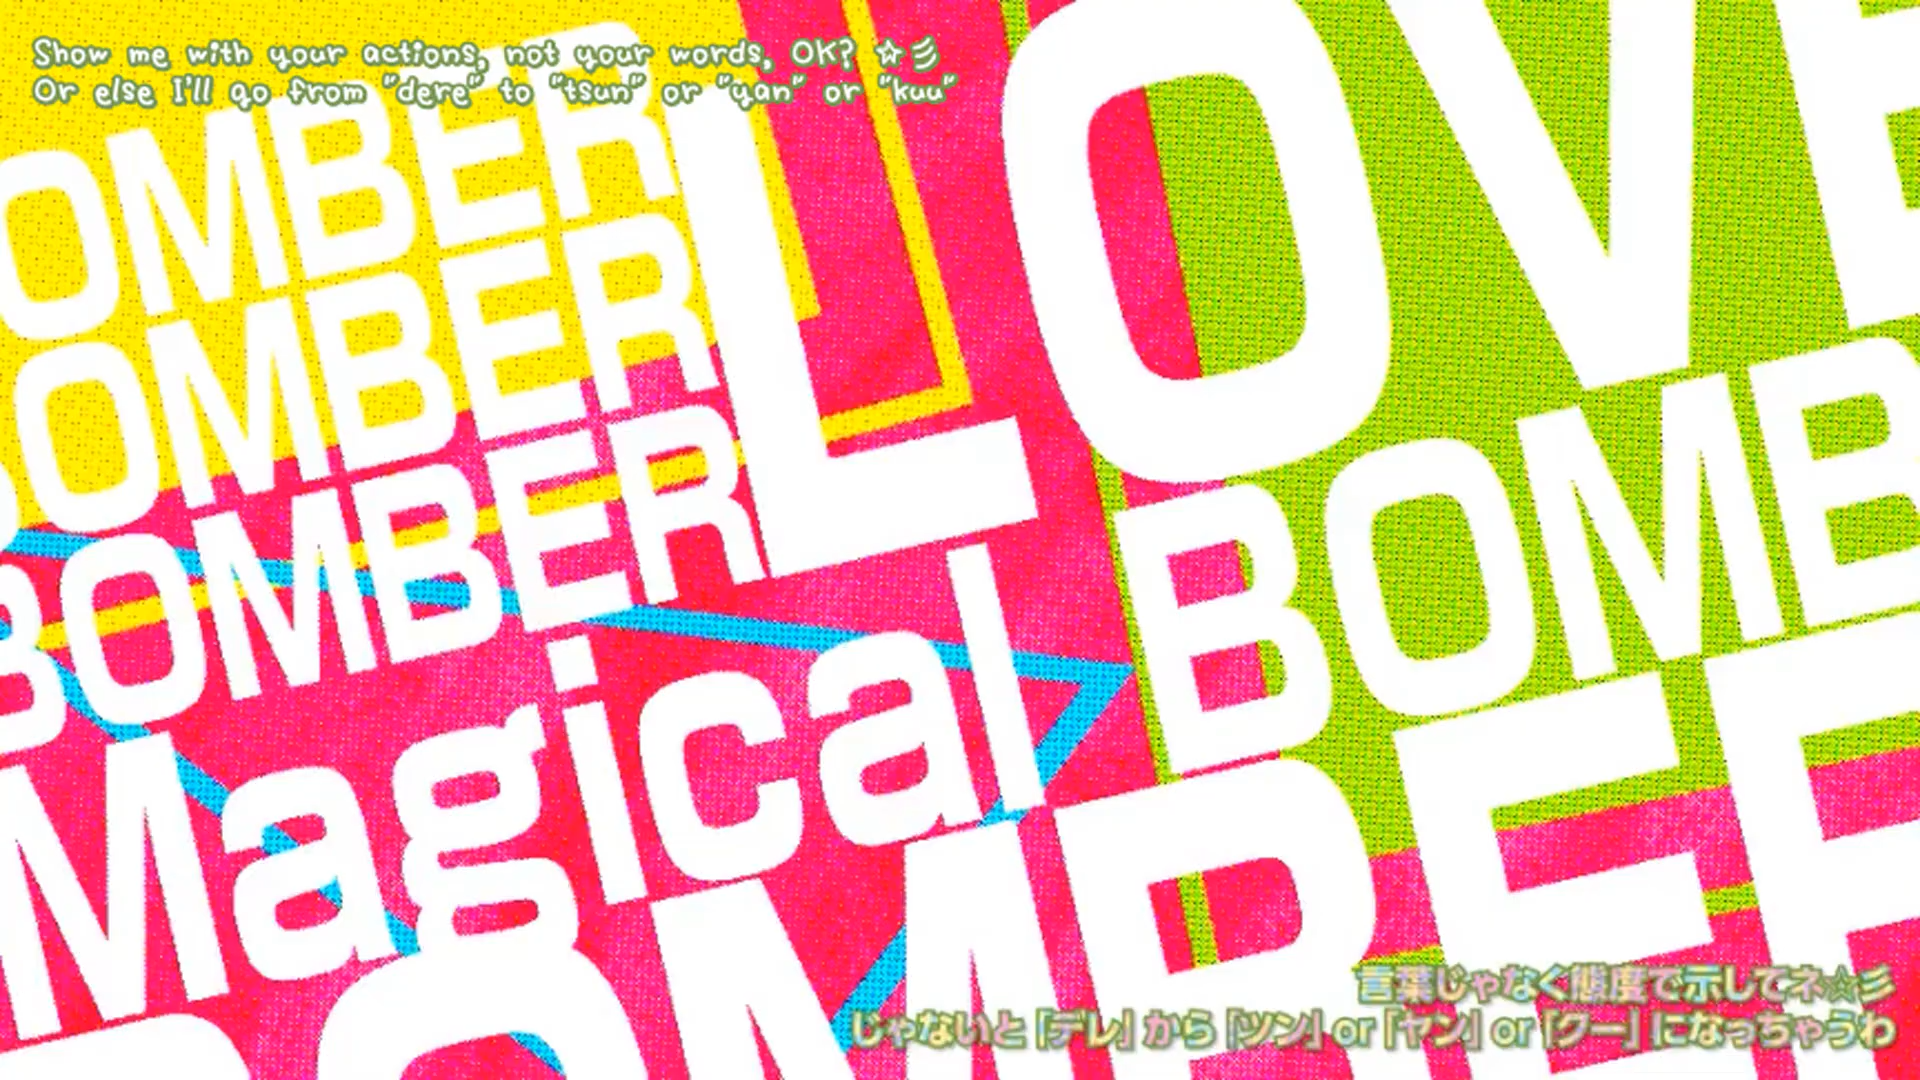 Show me with your actions, not your words, OK? ☆彡
Or else I'll go from "dere" to "tsun" or "yan" or "kuu"
OMBER
BOMBER
BOMBER
LOVE
Magical
BOMB
BOMBER
言葉じゃなく態度で示してネ☆彡
じゃないと「デレ」から「ツン」or「ヤン」or「クー」になっちゃうわ